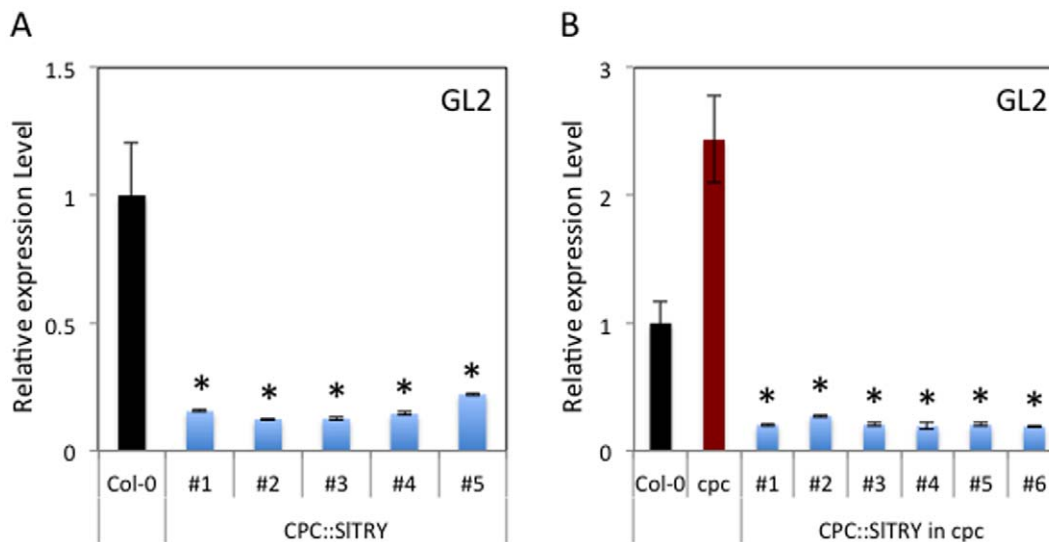 A
Relative expression Level
1.5
1
0.5
0
GL2
*
*
*
*
*
Col-0 #1 #2 #3 #4 #5
CPC::SlTRY
B
Relative expression Level
3
2
1
0
GL2
*
*
*
*
*
*
Col-0 cpc #1 #2 #3 #4 #5 #6
CPC::SlTRY in cpc